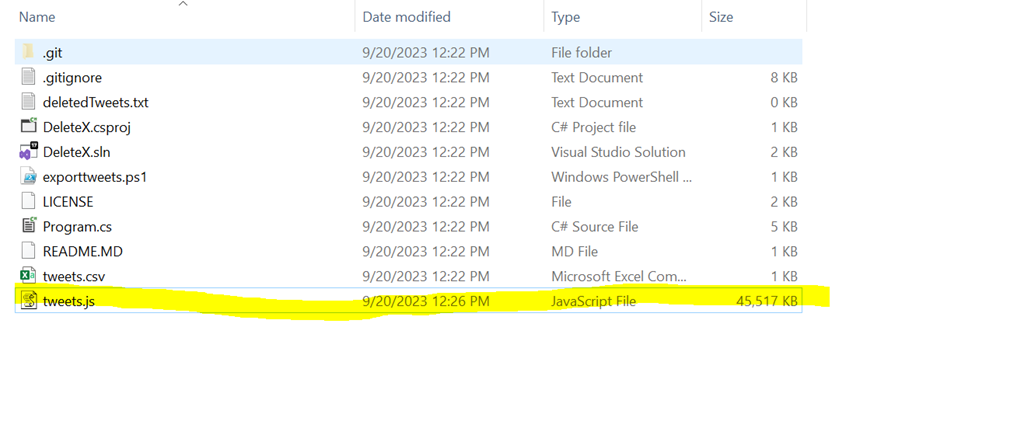 Name Date modified Type Size
.git 9/20/2023 12:22 PM File folder
.gitignore 9/20/2023 12:22 PM Text Document 8 KB
deletedTweets.txt 9/20/2023 12:22 PM Text Document 0 KB
DeleteX.csproj 9/20/2023 12:22 PM C# Project file 1 KB
DeleteX.sln 9/20/2023 12:22 PM Visual Studio Solution 2 KB
exporttweets.ps1 9/20/2023 12:22 PM Windows PowerShell ... 1 KB
LICENSE 9/20/2023 12:22 PM File 2 KB
Program.cs 9/20/2023 12:22 PM C# Source File 5 KB
README.MD 9/20/2023 12:22 PM MD File 1 KB
tweets.csv 9/20/2023 12:22 PM Microsoft Excel Com... 1 KB
tweets.js 9/20/2023 12:26 PM JavaScript File 45,517 KB